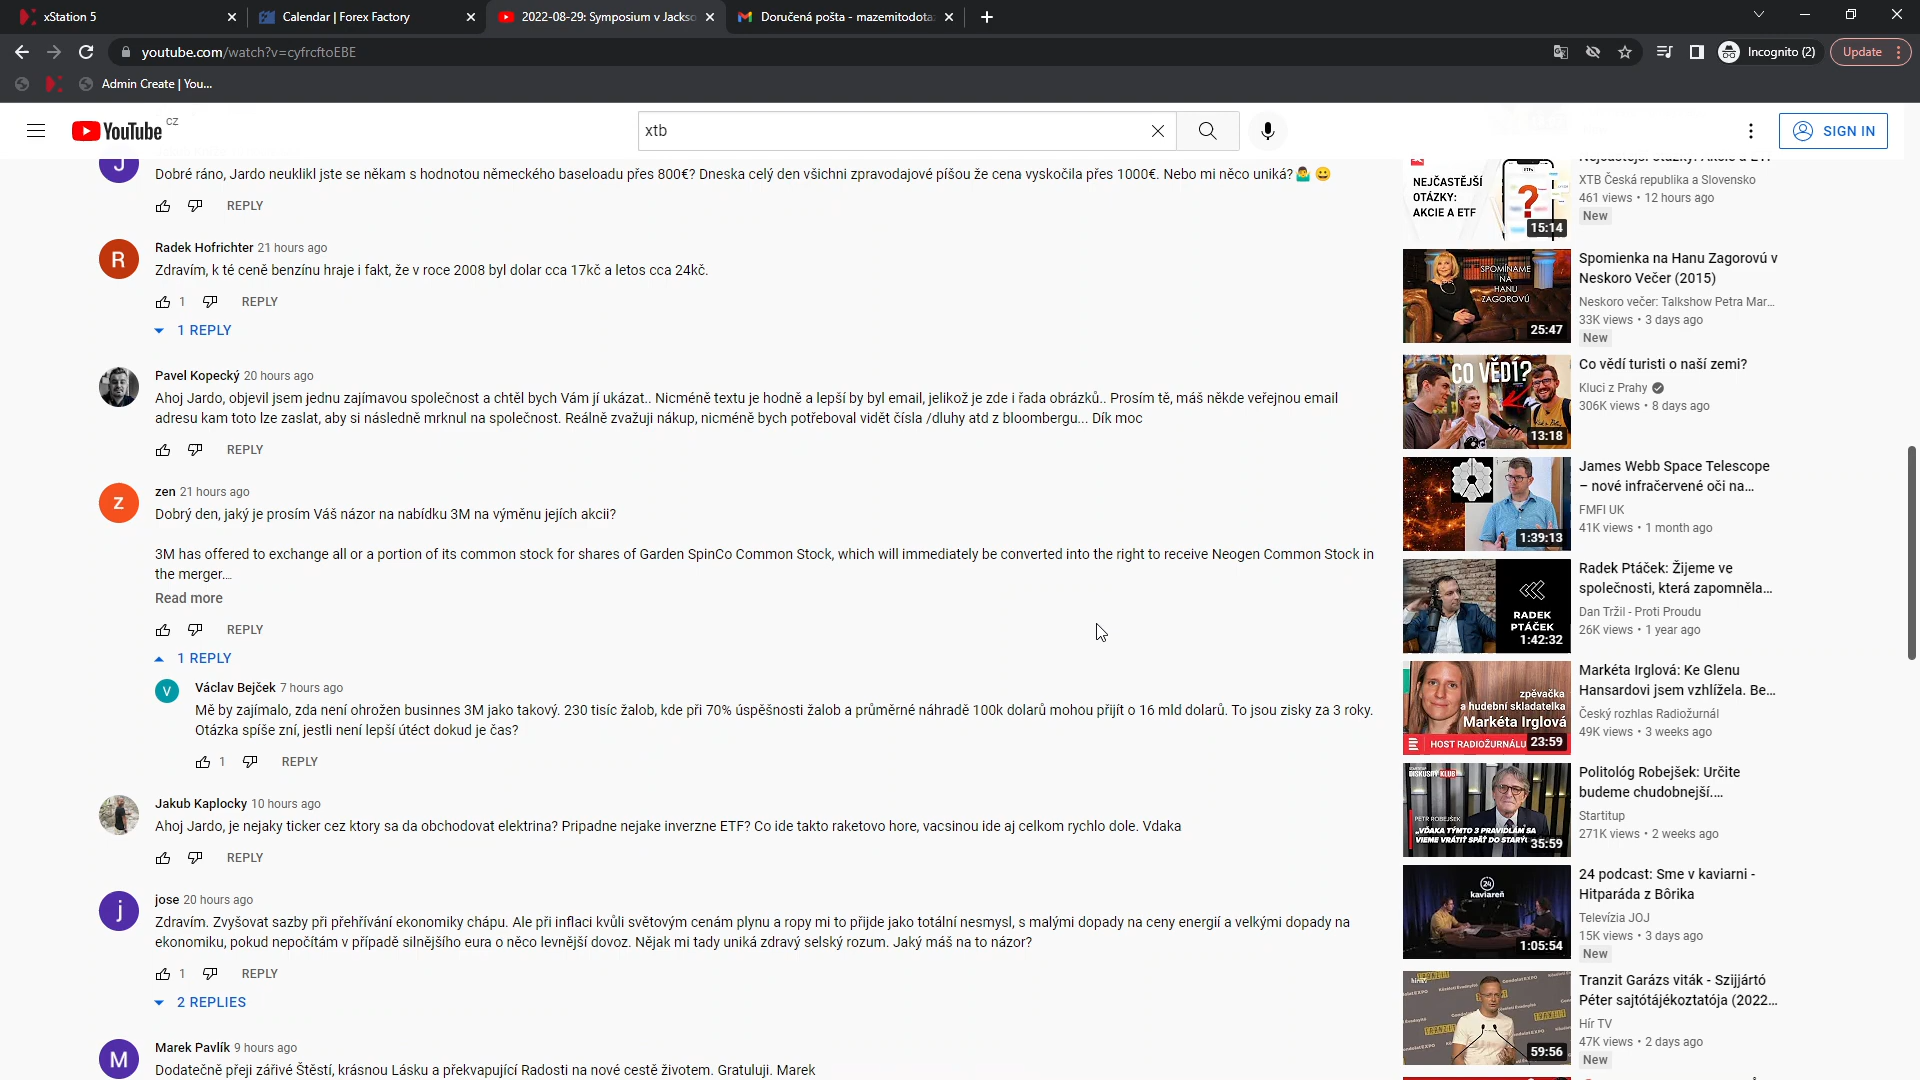 xStation 5
Calendar | Forex Factory
2022-08-29: Symposium v Jackso
Doručená pošta - mazemitodota
youtube.com/watch?v=cyfrcftoEBE
Incognito (2)
Update
Admin Create | You...
YouTube CZ
xtb
SIGN IN
J
Dobré ráno, Jardo neuklikl jste se někam s hodnotou německého baseloadu přes 800€? Dneska celý den všichni zpravodajové píšou že cena vyskočila přes 1000€. Nebo mi něco uniká?🤷‍♂️😀
REPLY
R
Radek Hofrichter 21 hours ago
Zdravím, k té ceně benzínu hraje i fakt, že v roce 2008 byl dolar cca 17kč a letos cca 24kč.
1 REPLY
1 REPLY
Pavel Kopecký 20 hours ago
Ahoj Jardo, objevil jsem jednu zajímavou společnost a chtěl bych Vám jí ukázat.. Nicméně textu je hodně a lepší by byl email, jelikož je zde i řada obrázků.. Prosím tě, máš někde veřejnou email
adresu kam toto lze zaslat, aby si následně mrknul na společnost. Reálně zvažuji nákup, nicméně bych potřeboval vidět čísla /dluhy atd z bloombergu... Dík moc
REPLY
z
zen 21 hours ago
Dobrý den, jaký je prosím Váš názor na nabídku 3M na výměnu jejích akcii?
3M has offered to exchange all or a portion of its common stock for shares of Garden SpinCo Common Stock, which will immediately be converted into the right to receive Neogen Common Stock in
the merger....
Read more
REPLY
1 REPLY
V
Václav Bejček 7 hours ago
Mě by zajímalo, zda není ohrožen businnes 3M jako takový. 230 tisíc žalob, kde při 70% úspěšnosti žalob a průměrné náhradě 100k dolarů mohou přijít o 16 mld dolarů. To jsou zisky za 3 roky.
Otázka spíše zní, jestli není lepší útéct dokud je čas?
1 REPLY
Jakub Kaplocky 10 hours ago
Ahoj Jardo, je nejaky ticker cez ktory sa da obchodovat elektrina? Pripadne nejake inverzne ETF? Co ide takto raketovo hore, vacsinou ide aj celkom rychlo dole. Vdaka
REPLY
j
jose 20 hours ago
Zdravím. Zvyšovat sazby při přehřívání ekonomiky chápu. Ale při inflaci kvůli světovým cenám plynu a ropy mi to přijde jako totální nesmysl, s malými dopady na ceny energií a velkými dopady na
ekonomiku, pokud nepočítám v případě silnějšího eura o něco levnější dovoz. Nějak mi tady uniká zdravý selský rozum. Jaký máš na to názor?
1 REPLY
2 REPLIES
M
Marek Pavlík 9 hours ago
Dodatečně přeji zářivé Štěstí, krásnou Lásku a překvapující Radosti na nové cestě životem. Gratuluji. Marek
NEJČASTĚJŠÍ
OTÁZKY:
AKCIE A ETF
15:14
XTB Česká republika a Slovensko
461 views • 12 hours ago
New
SPOMÍNAME
NA
HANU
ZAGOROVÚ
25:47
Spomienka na Hanu Zagorovú v
Neskoro Večer (2015)
Neskoro večer: Talkshow Petra Mar...
33K views • 3 days ago
New
CO VĚDÍ?
13:18
Co vědí turisti o naší zemi?
Kluci z Prahy
306K views • 8 days ago
1:39:13
James Webb Space Telescope
– nové infračervené oči na...
FMFI UK
41K views • 1 month ago
RADEK
PTÁČEK
1:42:32
Radek Ptáček: Žijeme ve
společnosti, která zapomněla...
Dan Tržil - Proti Proudu
26K views • 1 year ago
zpěvačka
a hudební skladatelka
Markéta Irglová
HOST RADIOŽURNÁLU
23:59
Markéta Irglová: Ke Glenu
Hansardovi jsem vzhlížela. Be...
Český rozhlas Radiožurnál
49K views • 3 weeks ago
DISKUSNÝ KLUB
PETR ROBEJŠEK:
„VĎAKA TÝMTO 3 PRAVIDLÁM SA
VIEME VRÁTIŤ SPÄŤ DO STARÝ
35:59
Politológ Robejšek: Určite
budeme chudobnejší....
Startitup
271K views • 2 weeks ago
24
kaviareň
1:05:54
24 podcast: Sme v kaviarni -
Hitparáda z Bôrika
Televízia JOJ
15K views • 3 days ago
New
TRANZIT
59:56
Tranzit Garázs viták - Szijjártó
Péter sajtótájékoztatója (2022...
Hír TV
47K views • 2 days ago
New